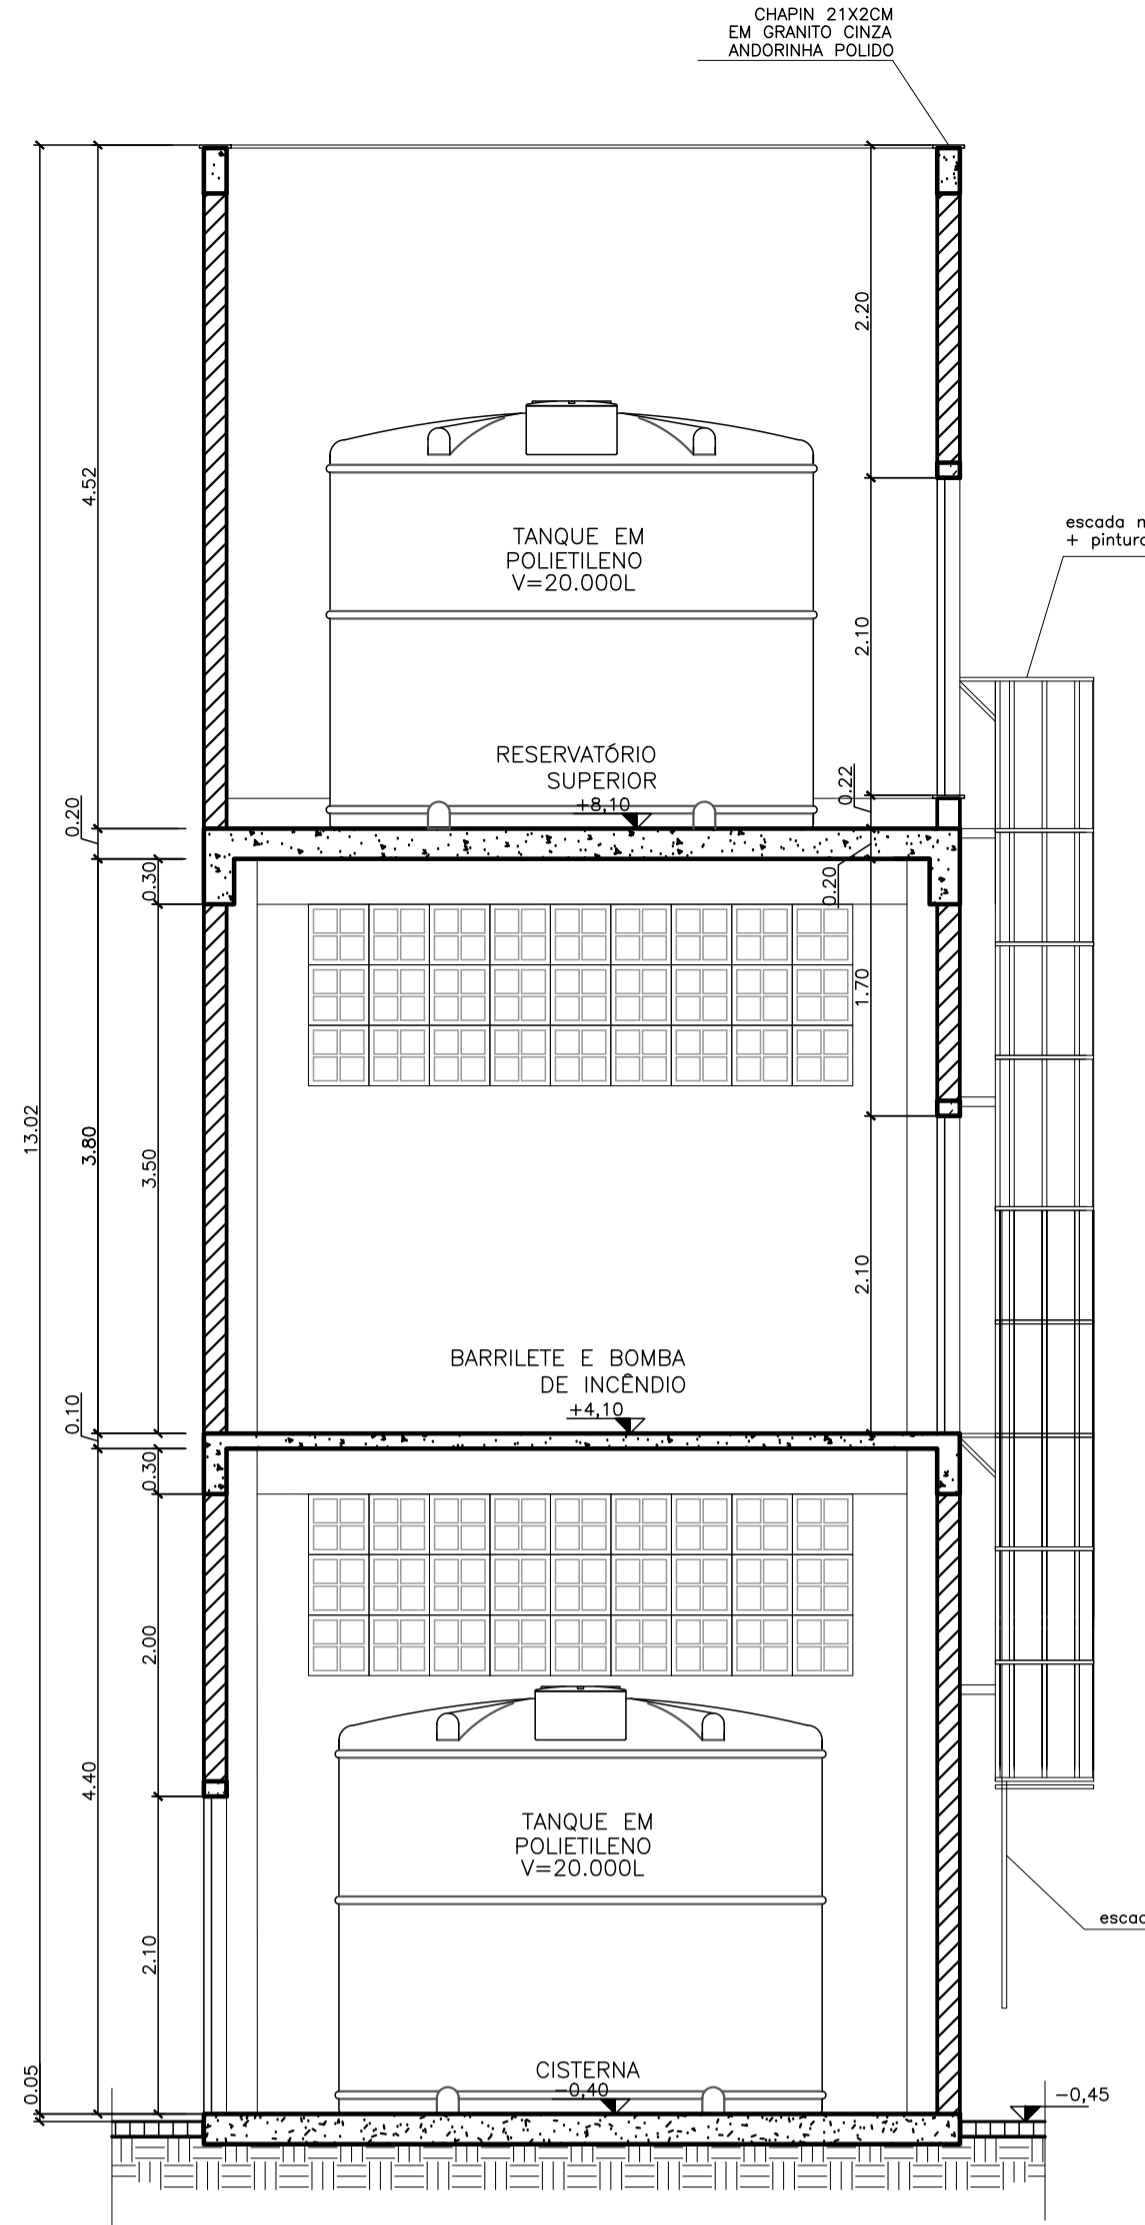 CHAPIN 21X2CM
EM GRANITO CINZA
ANDORINHA POLIDO
2.20
4.52
escada
+
TANQUE EM
POLIETILENO
V=20.000L
2.10
RESERVATÓRIO
SUPERIOR
+8,10
0.22
0.20
0.30
0.20
1.70
13.02
3.80
3.50
2.10
BARRILETE E BOMBA
DE INCÊNDIO
+4,10
0.10
0.30
2.00
4.40
TANQUE EM
POLIETILENO
V=20.000L
2.10
CISTERNA
-0,40
0.05
-0,45